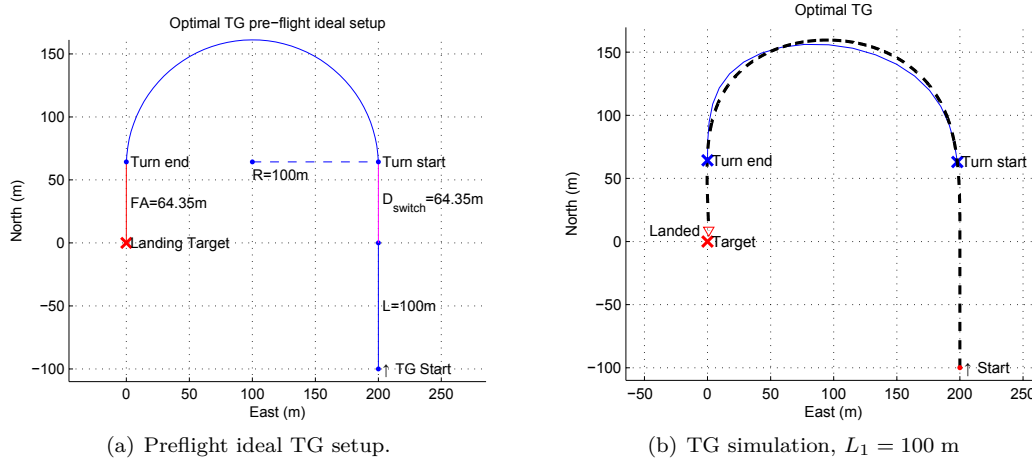 Optimal TG pre−flight ideal setup
150
100
50
0
−50
−100
North (m)
Turn end
Turn start
R=100m
FA=64.35m
D_switch=64.35m
Landing Target
L=100m
↑ TG Start
0
50
100
150
200
250
East (m)
(a) Preflight ideal TG setup.
Optimal TG
150
100
50
0
−50
−100
North (m)
Turn end
Turn start
Landed
Target
↑ Start
−50
0
50
100
150
200
250
East (m)
(b) TG simulation, L₁ = 100 m